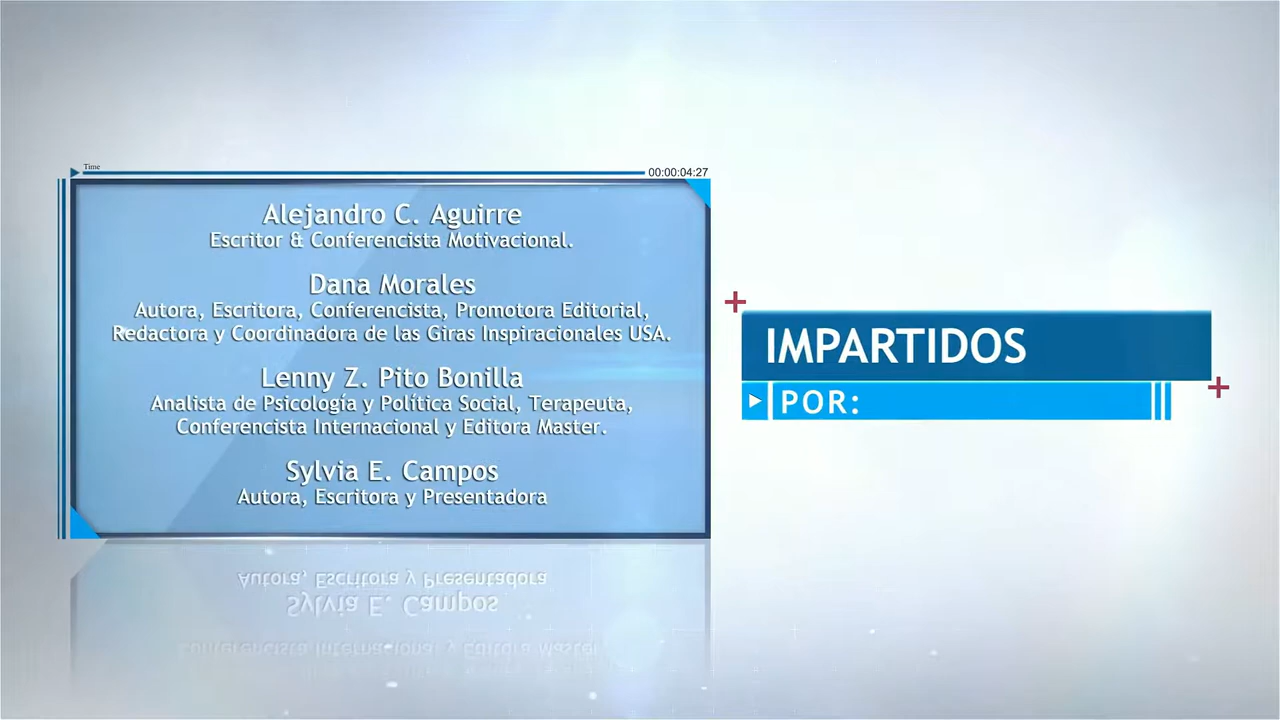 Time
00:00:04:27
Alejandro C. Aguirre
Escritor & Conferencista Motivacional.
Dana Morales
Autora, Escritora, Conferencista, Promotora Editorial,
Redactora y Coordinadora de las Giras Inspiracionales USA.
Lenny Z. Pito Bonilla
Analista de Psicología y Política Social, Terapeuta,
Conferencista Internacional y Editora Master.
Sylvia E. Campos
Autora, Escritora y Presentadora
IMPARTIDOS
POR: